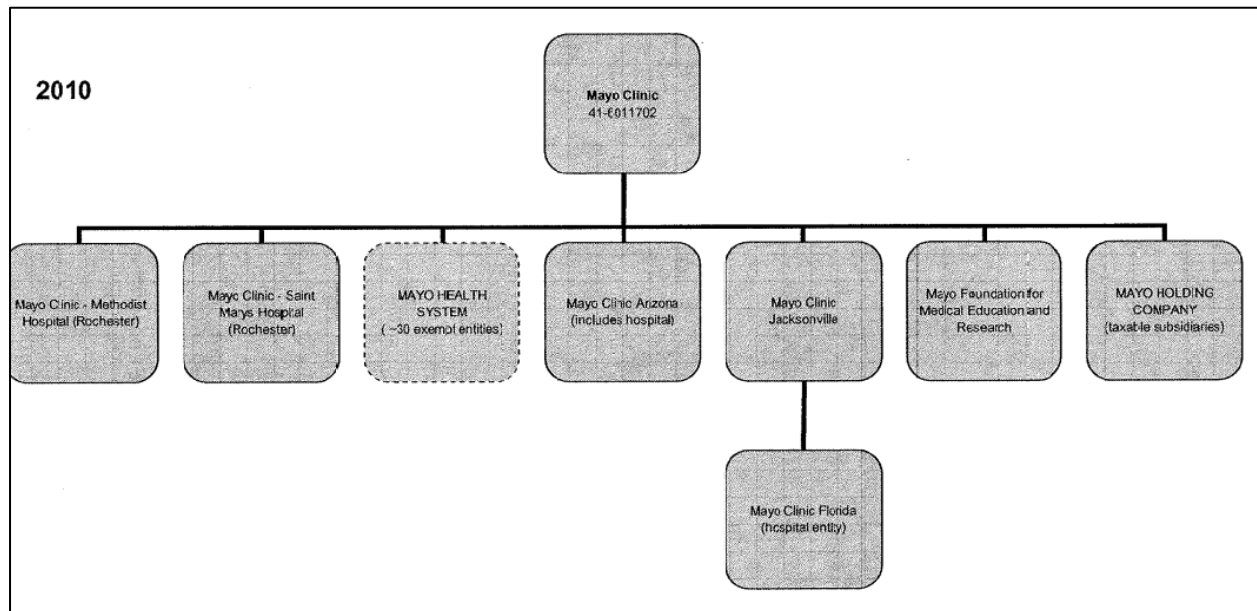 2010
Mayo Clinic
41-6011702
Mayo Clinic - Methodist
Hospital (Rochester)
Mayo Clinic - Saint
Marys Hospital
(Rochester)
MAYO HEALTH
SYSTEM
( ~30 exempt entities)
Mayo Clinic Arizona
(includes hospital)
Mayo Clinic
Jacksonville
Mayo Foundation for
Medical Education and
Research
MAYO HOLDING
COMPANY
(taxable subsidiaries)
Mayo Clinic Florida
(hospital entity)